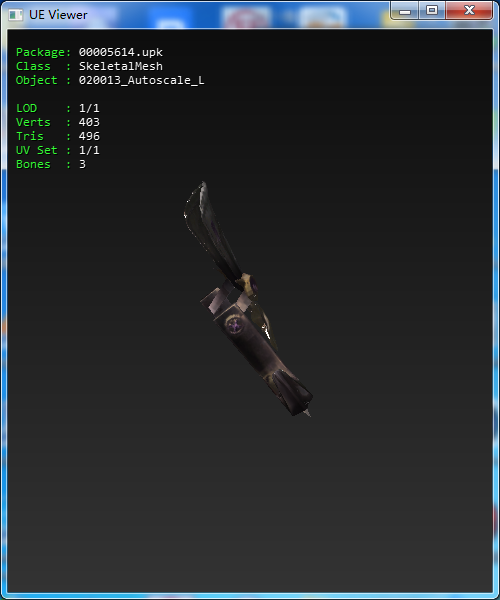 UE Viewer
Package: 00005614.upk
Class : SkeletalMesh
Object : 020013_Autoscale_L
LOD : 1/1
Verts : 403
Tris : 496
UV Set : 1/1
Bones : 3